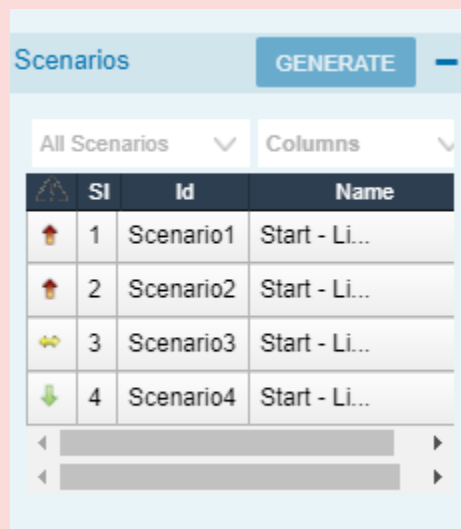 Scenarios GENERATE
All Scenarios Columns
SI Id Name
1 Scenario1 Start - Li...
2 Scenario2 Start - Li...
3 Scenario3 Start - Li...
4 Scenario4 Start - Li...